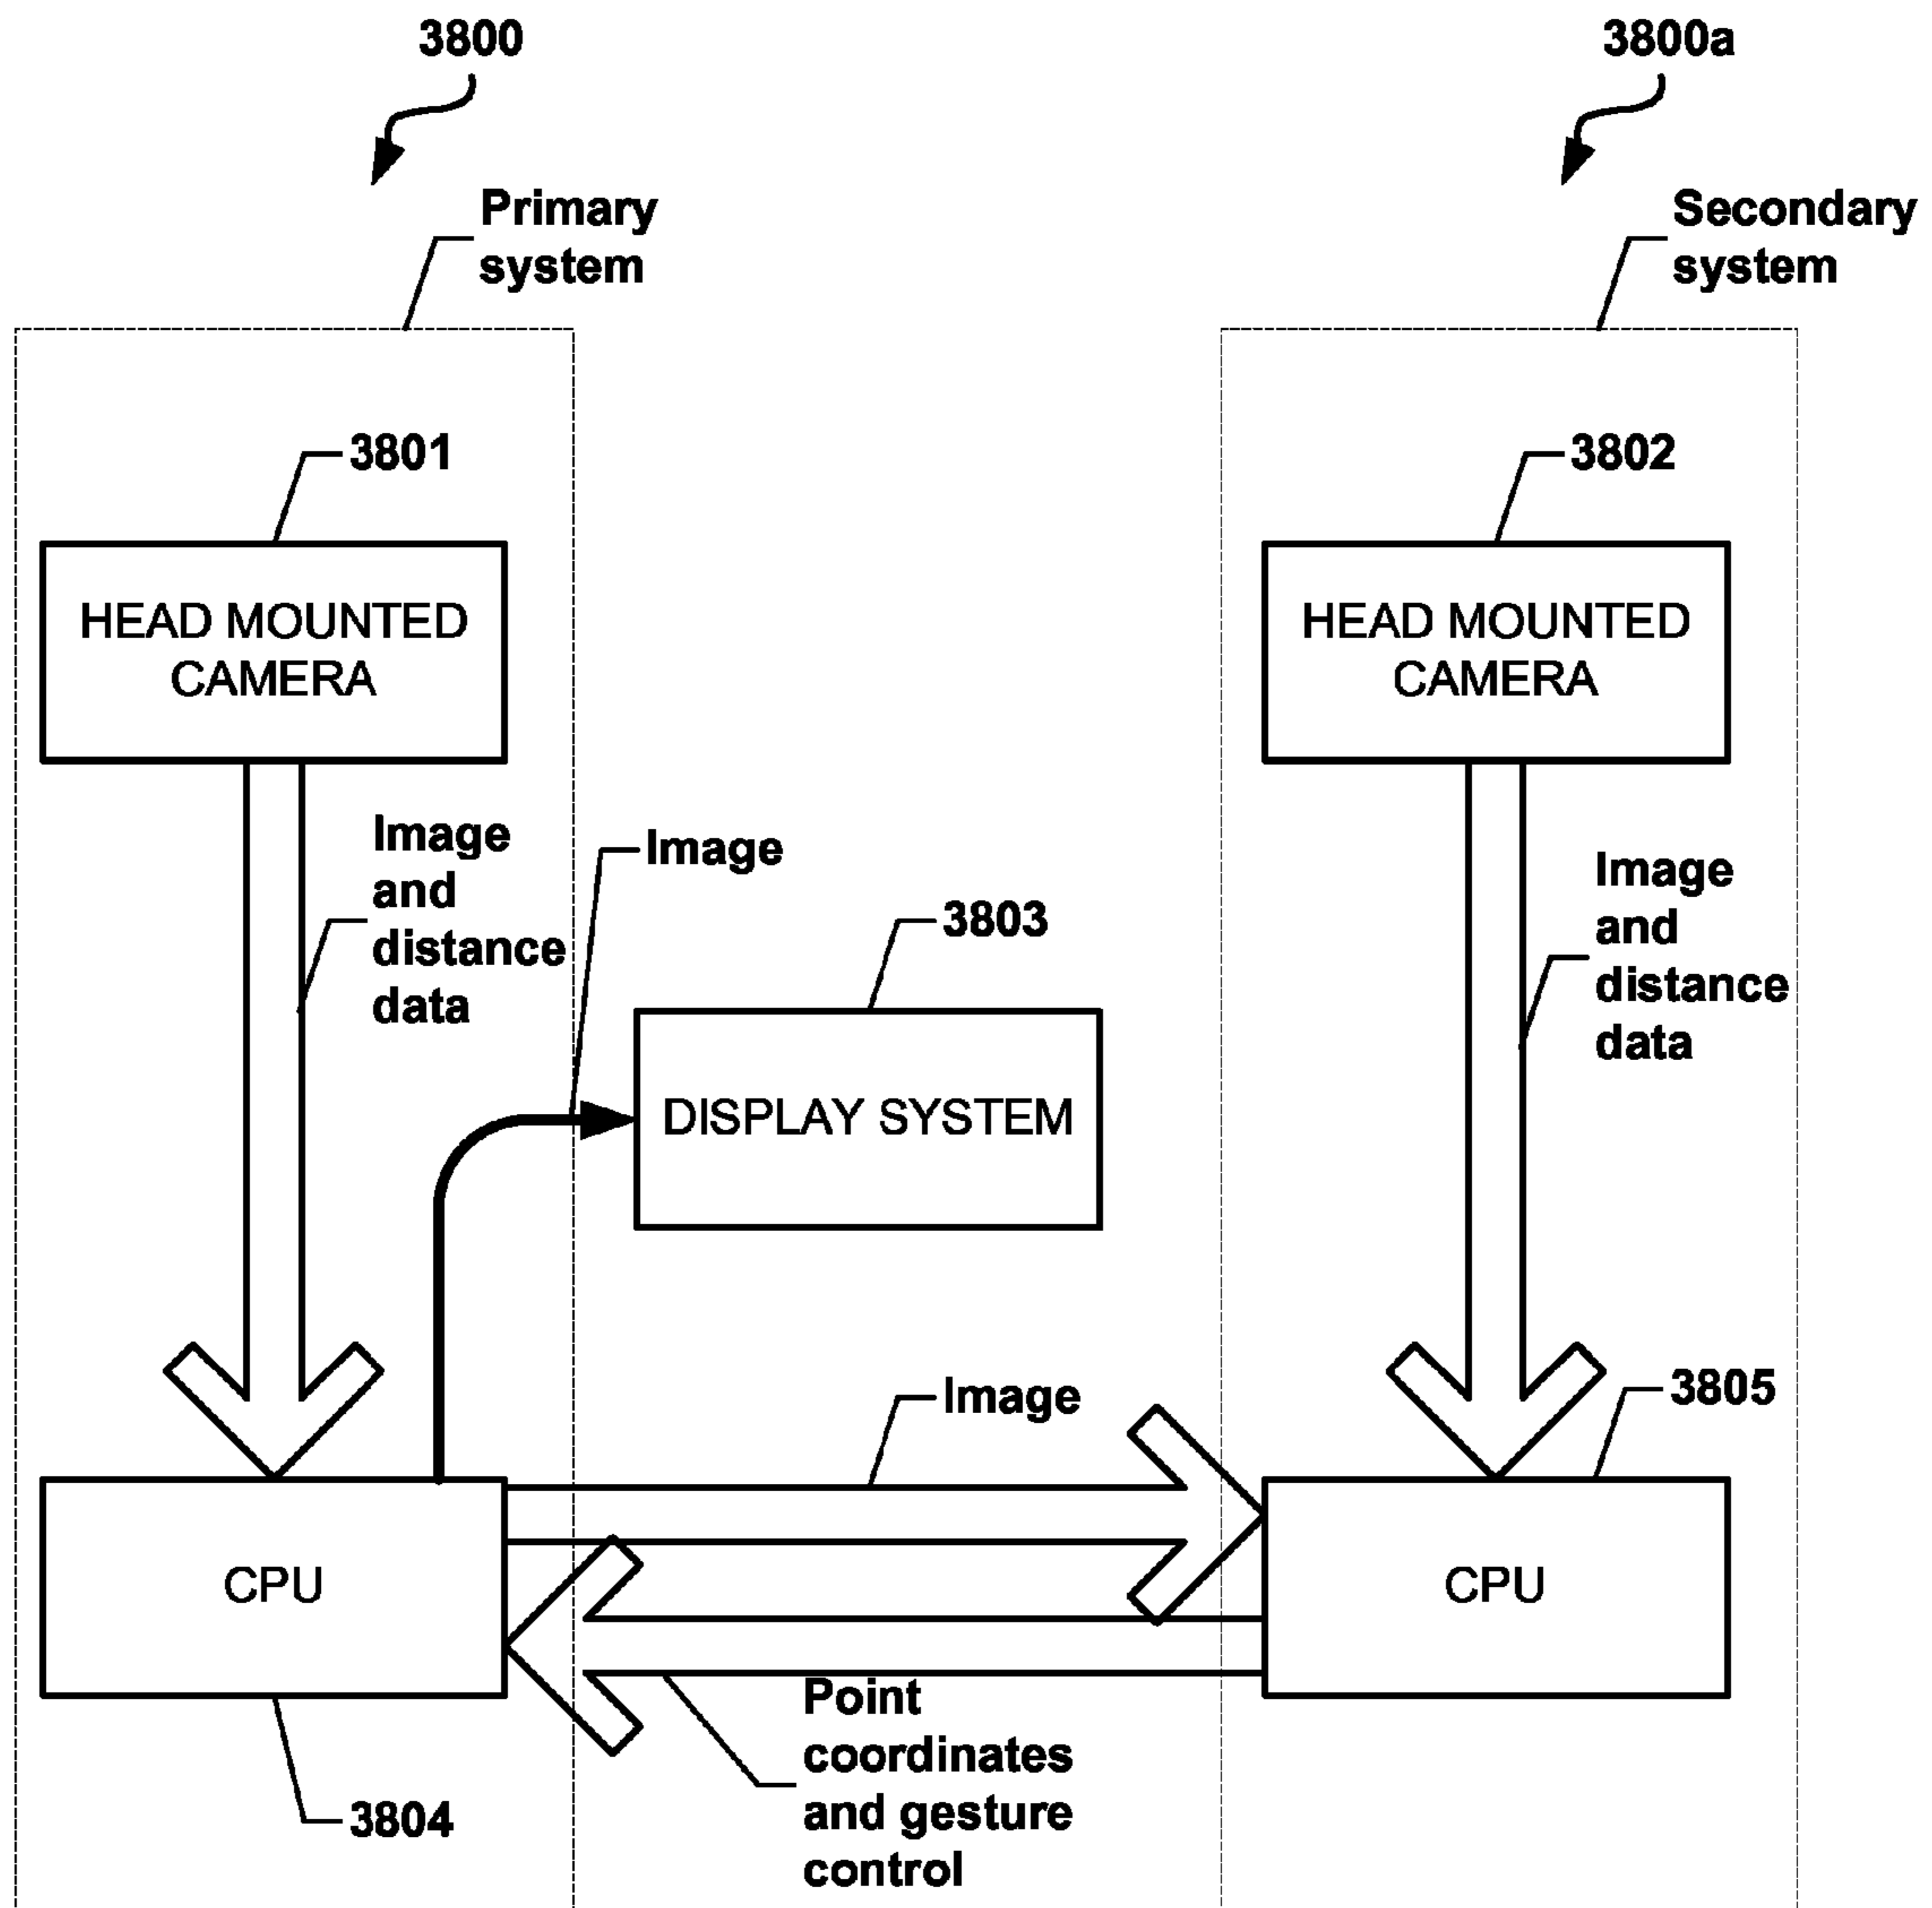 3800
3800a
Primary
system
Secondary
system
3801
3802
HEAD MOUNTED
CAMERA
HEAD MOUNTED
CAMERA
Image
and
distance
data
Image
3803
Image
and
distance
data
DISPLAY SYSTEM
Image
3805
CPU
CPU
Point
coordinates
and gesture
control
3804